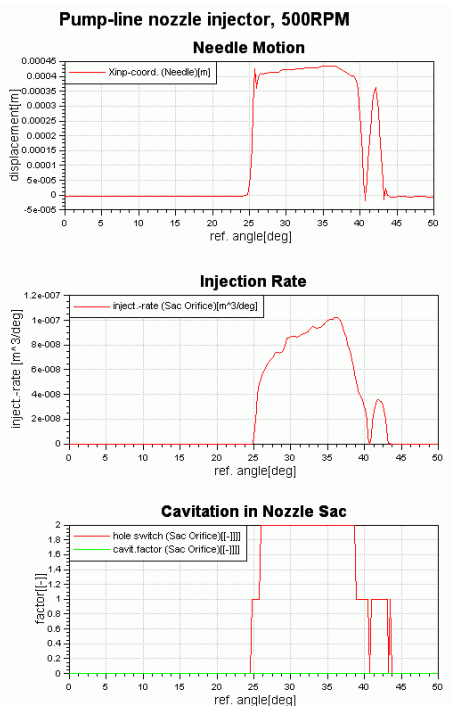 Pump-line nozzle injector, 500RPM
Needle Motion
0.00045
0.0004
0.00035
0.0003
0.00025
0.0002
0.00015
0.0001
5e-005
0
-5e-005
displacement[m]
Xinp-coord. (Needle)[m]
0 5 10 15 20 25 30 35 40 45 50
ref. angle[deg]
Injection Rate
1.2e-007
1e-007
8e-008
6e-008
4e-008
2e-008
0
inject.-rate [m^3/deg]
inject.-rate (Sac Orifice)[m^3/deg]
0 5 10 15 20 25 30 35 40 45 50
ref. angle[deg]
Cavitation in Nozzle Sac
2
1.8
1.6
1.4
1.2
1
0.8
0.6
0.4
0.2
0
factor[[-]
hole switch (Sac Orifice)[[-]]]]
cavit.factor (Sac Orifice)[[-]]]]
0 5 10 15 20 25 30 35 40 45 50
ref. angle[deg]